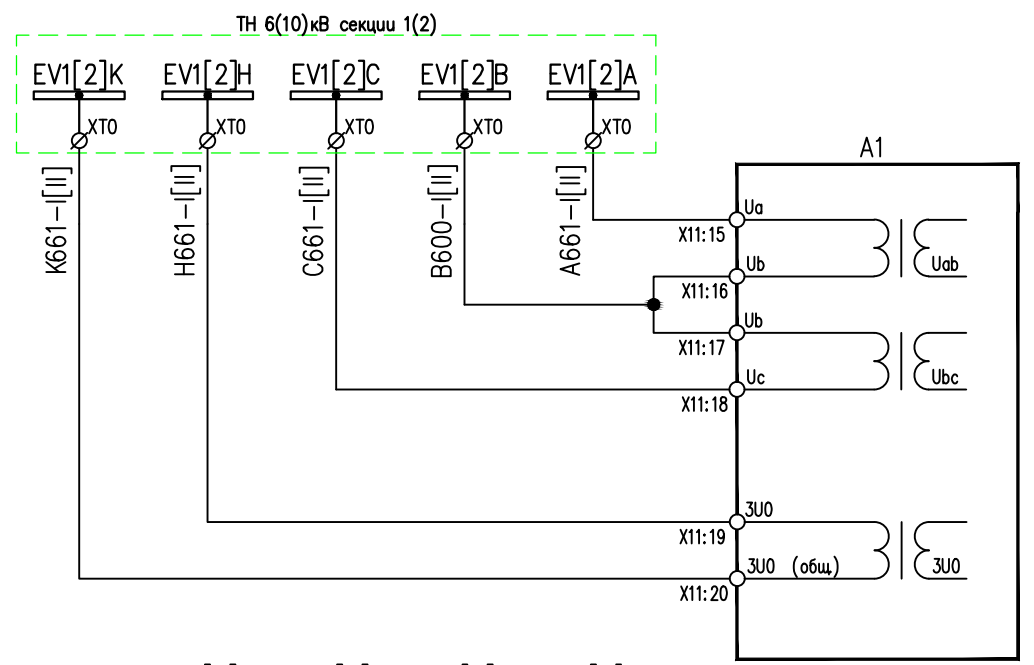 ТН 6(10)кВ секции 1(2)
EV1[2]K EV1[2]H EV1[2]C EV1[2]B EV1[2]A
XT0 XT0 XT0 XT0 XT0
K661-I[II]
H661-I[II]
C661-I[II]
B600-I[II]
A661-I[II]
A1
Ua
X11:15
Ub Uab
X11:16
Ub
X11:17
Uc Ubc
X11:18
3U0
X11:19
3U0 (общ) 3U0
X11:20